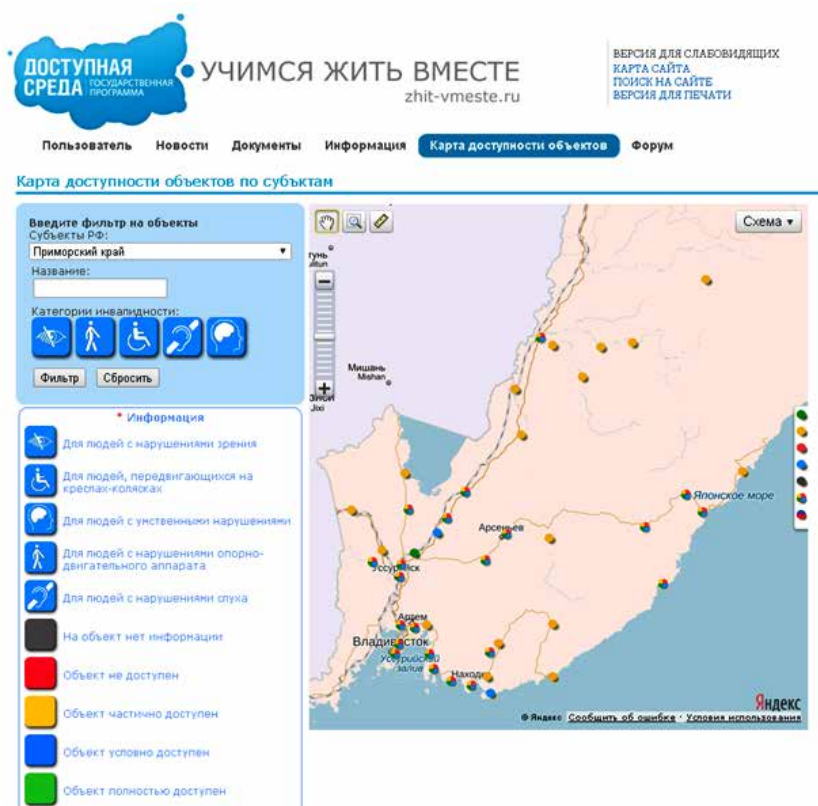 ДОСТУПНАЯ
СРЕДА ГОСУДАРСТВЕННАЯ
ПРОГРАММА
УЧИМСЯ ЖИТЬ ВМЕСТЕ
zhit-vmeste.ru
ВЕРСИЯ ДЛЯ СЛАБОВИДЯЩИХ
КАРТА САЙТА
ПОИСК НА САЙТЕ
ВЕРСИЯ ДЛЯ ПЕЧАТИ
Пользователь Новости Документы Информация Карта доступности объектов Форум
Карта доступности объектов по субъктам
Введите фильтр на объекты
Субъекты РФ:
Приморский край
Название:
Категории инвалидности:
Фильтр Сбросить
* Информация
Для людей с нарушениями зрения
Для людей, передвигающихся на
креслах-колясках
Для людей с умственными нарушениями
Для людей с нарушениями опорно-
двигательного аппарата
Для людей с нарушениями слуха
На объект нет информации
Объект не доступен
Объект частично доступен
Объект условно доступен
Объект полностью доступен
Схема
Мишань
Mishan
Jixi
Японское море
Арсеньев
Уссурийск
Артем
Владивосток
Уссурийский
залив
Находк
Яндекс
© Яндекс Сообщить об ошибке · Условия использования